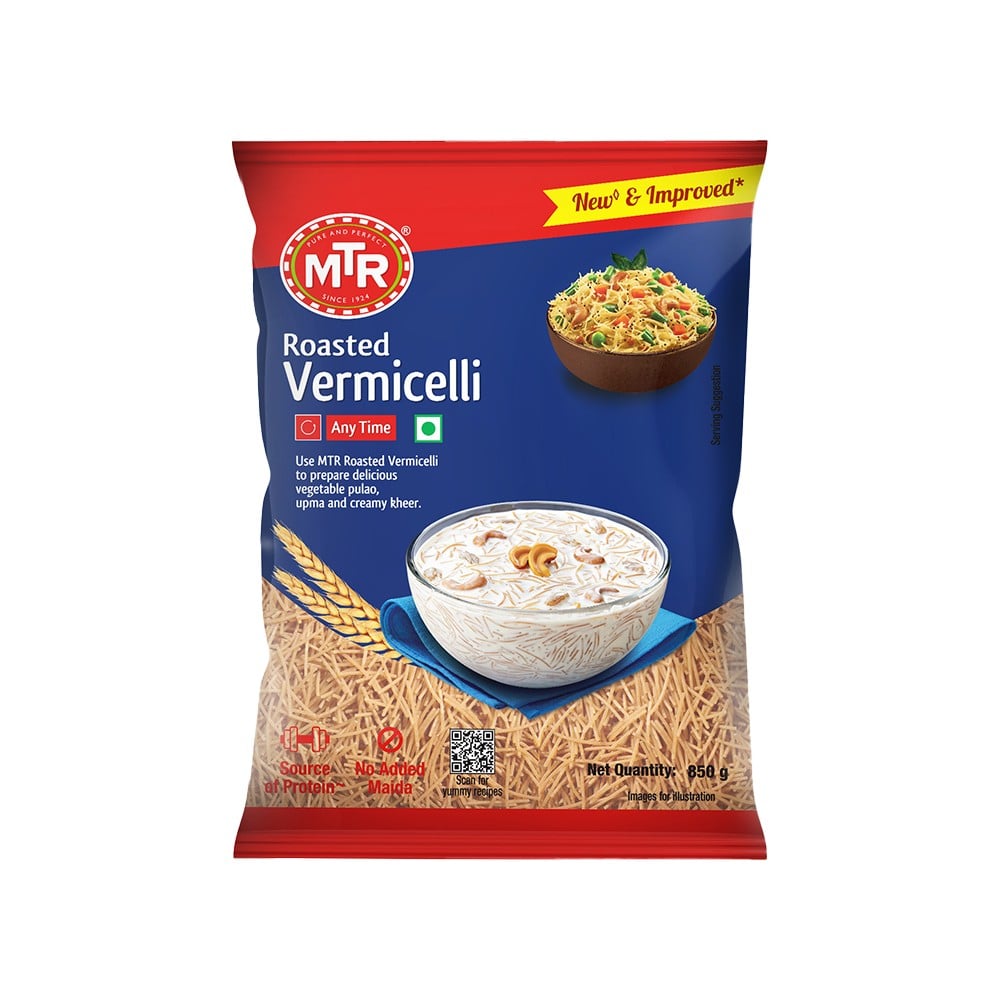 New◊ & Improved*
PURE AND PERFECT
MTR®
SINCE 1924
Roasted
Vermicelli
Any Time
Use MTR Roasted Vermicelli
to prepare delicious
vegetable pulao,
upma and creamy kheer.
Serving Suggestion
Source
of Protein~
No Added
Maida
Scan for
yummy recipes
Net Quantity: 850 g
Images for illustration